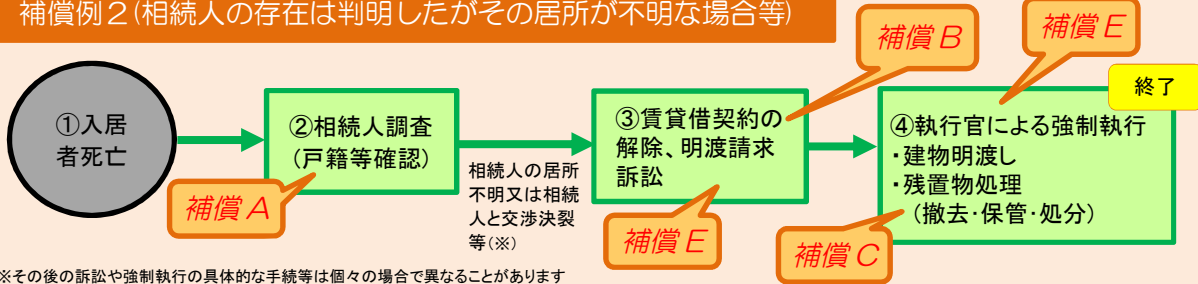 補償例２(相続人の存在は判明したがその居所が不明な場合等)
補償Ｂ
補償Ｅ
終了
①入居
者死亡
②相続人調査
(戸籍等確認)
補償Ａ
相続人の居所
不明又は相続
人と交渉決裂
等(※)
③賃貸借契約の
解除、明渡請求
訴訟
補償Ｅ
④執行官による強制執行
・建物明渡し
・残置物処理
(撤去・保管・処分)
補償Ｃ
※その後の訴訟や強制執行の具体的な手続等は個々の場合で異なることがあります